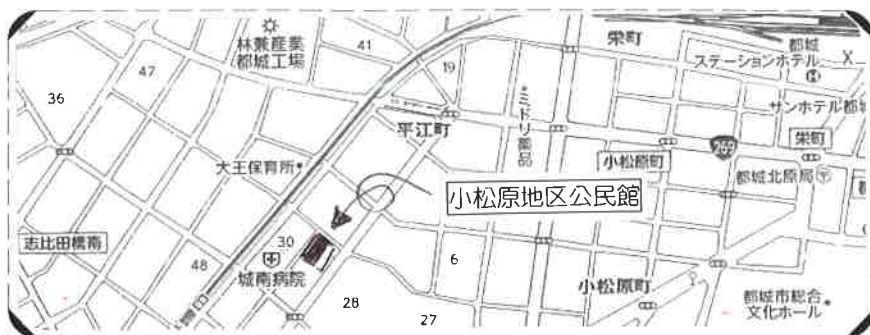 林兼産業
都城工場
41
47
36
19
栄町
都城
ステーションホテル
サンホテル都城
ミドリ薬品
平江町
269
栄町
小松原町
大王保育所
都城北原局
小松原地区公民館
志比田橋南
30
城南病院
48
6
28
27
小松原町
都城市総合
文化ホール